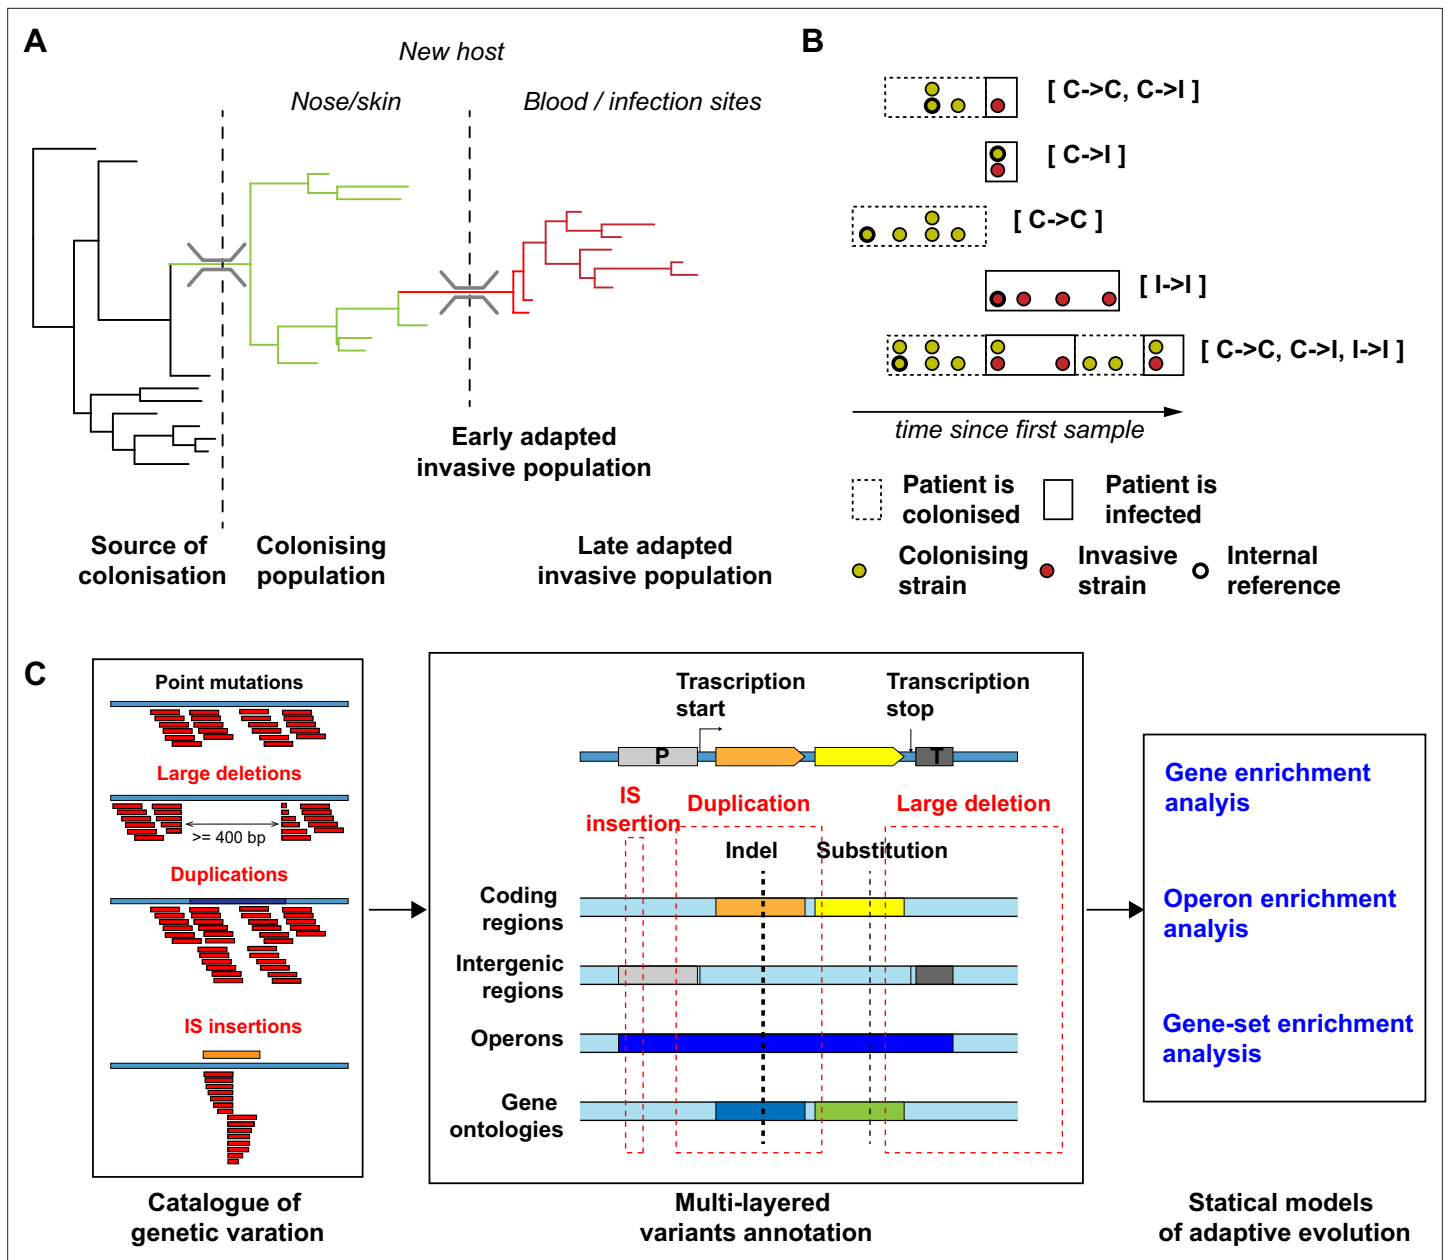 A
New host
Nose/skin
Blood / infection sites
Early adapted
invasive population
Source of
colonisation
Colonising
population
Late adapted
invasive population
B
[ C->C, C->I ]
[ C->I ]
[ C->C ]
[ I->I ]
[ C->C, C->I, I->I ]
time since first sample
Patient is
colonised
Patient is
infected
Colonising
strain
Invasive
strain
Internal
reference
C
Point mutations
Large deletions
>= 400 bp
Duplications
IS insertions
Catalogue of
genetic varation
Trascription
start
Transcription
stop
P
T
IS
insertion
Duplication
Large deletion
Indel
Substitution
Coding
regions
Intergenic
regions
Operons
Gene
ontologies
Multi-layered
variants annotation
Gene enrichment
analyis
Operon enrichment
analyis
Gene-set enrichment
analysis
Statical models
of adaptive evolution